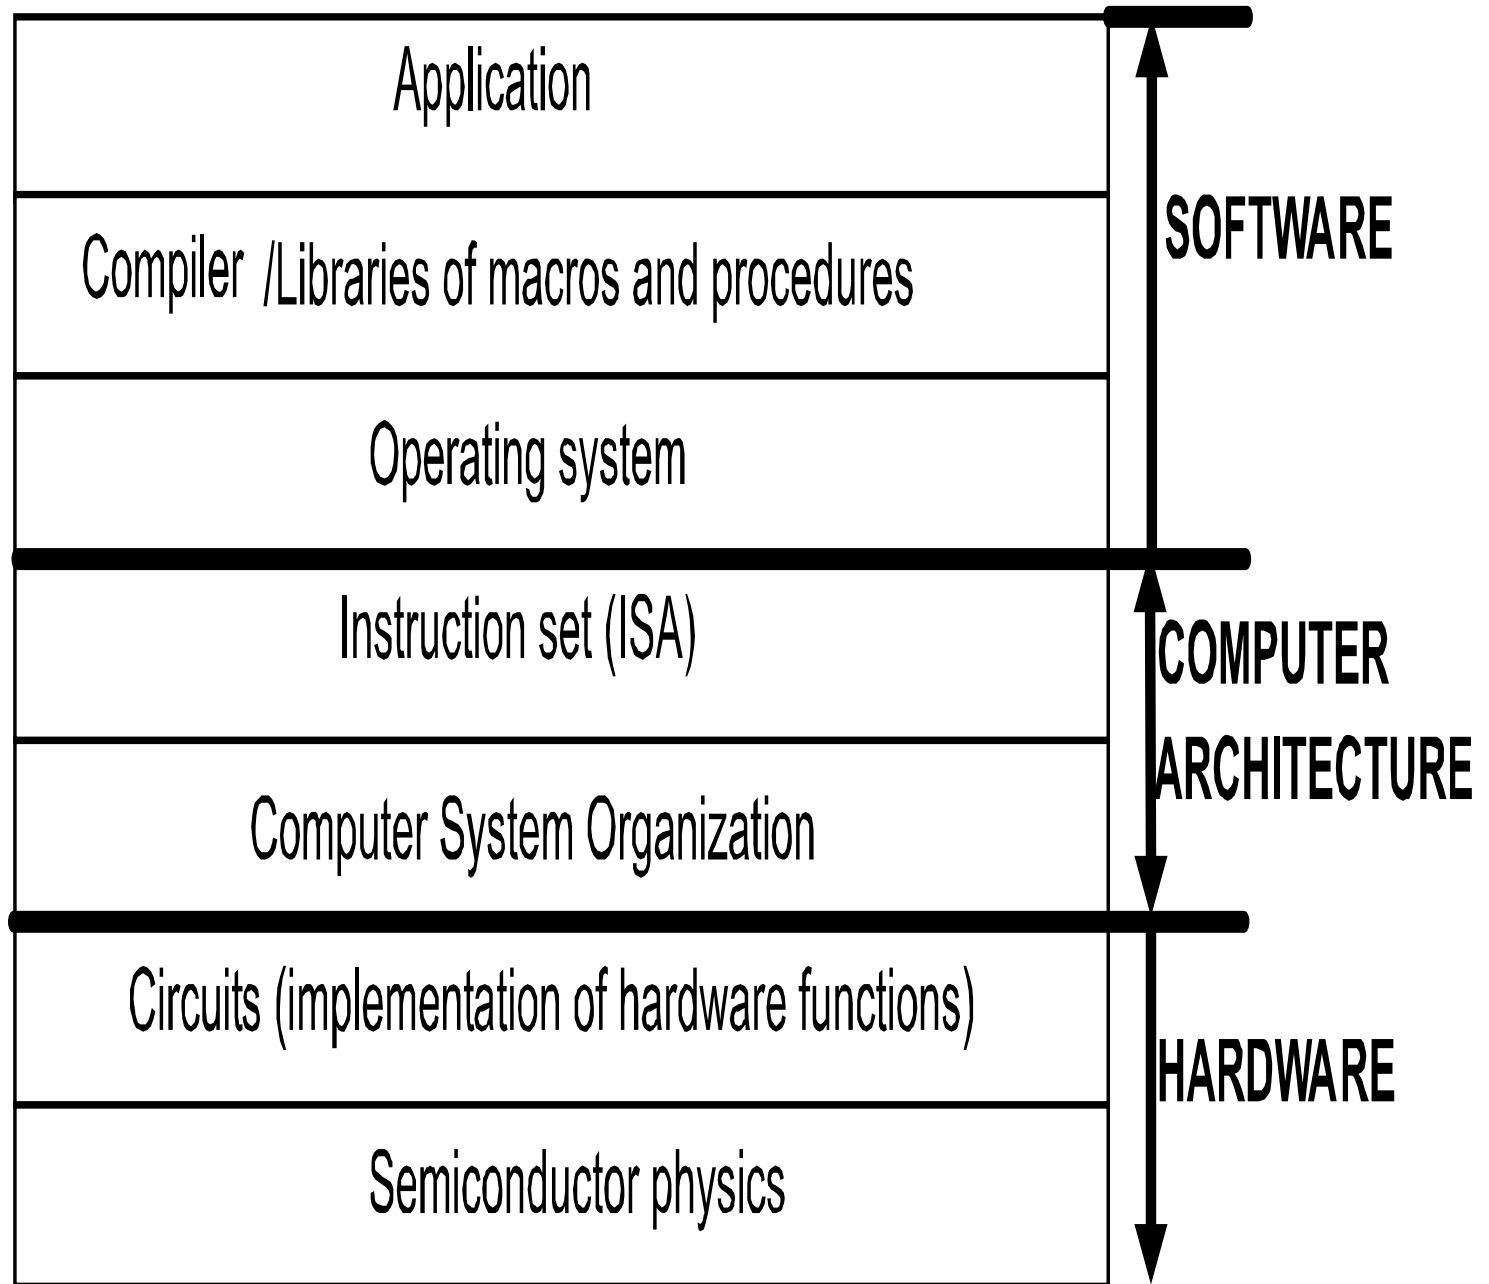 Application
SOFTWARE
Compiler /Libraries of macros and procedures
Operating system
Instruction set (ISA)
COMPUTER
ARCHITECTURE
Computer System Organization
Circuits (implementation of hardware functions)
HARDWARE
Semiconductor physics